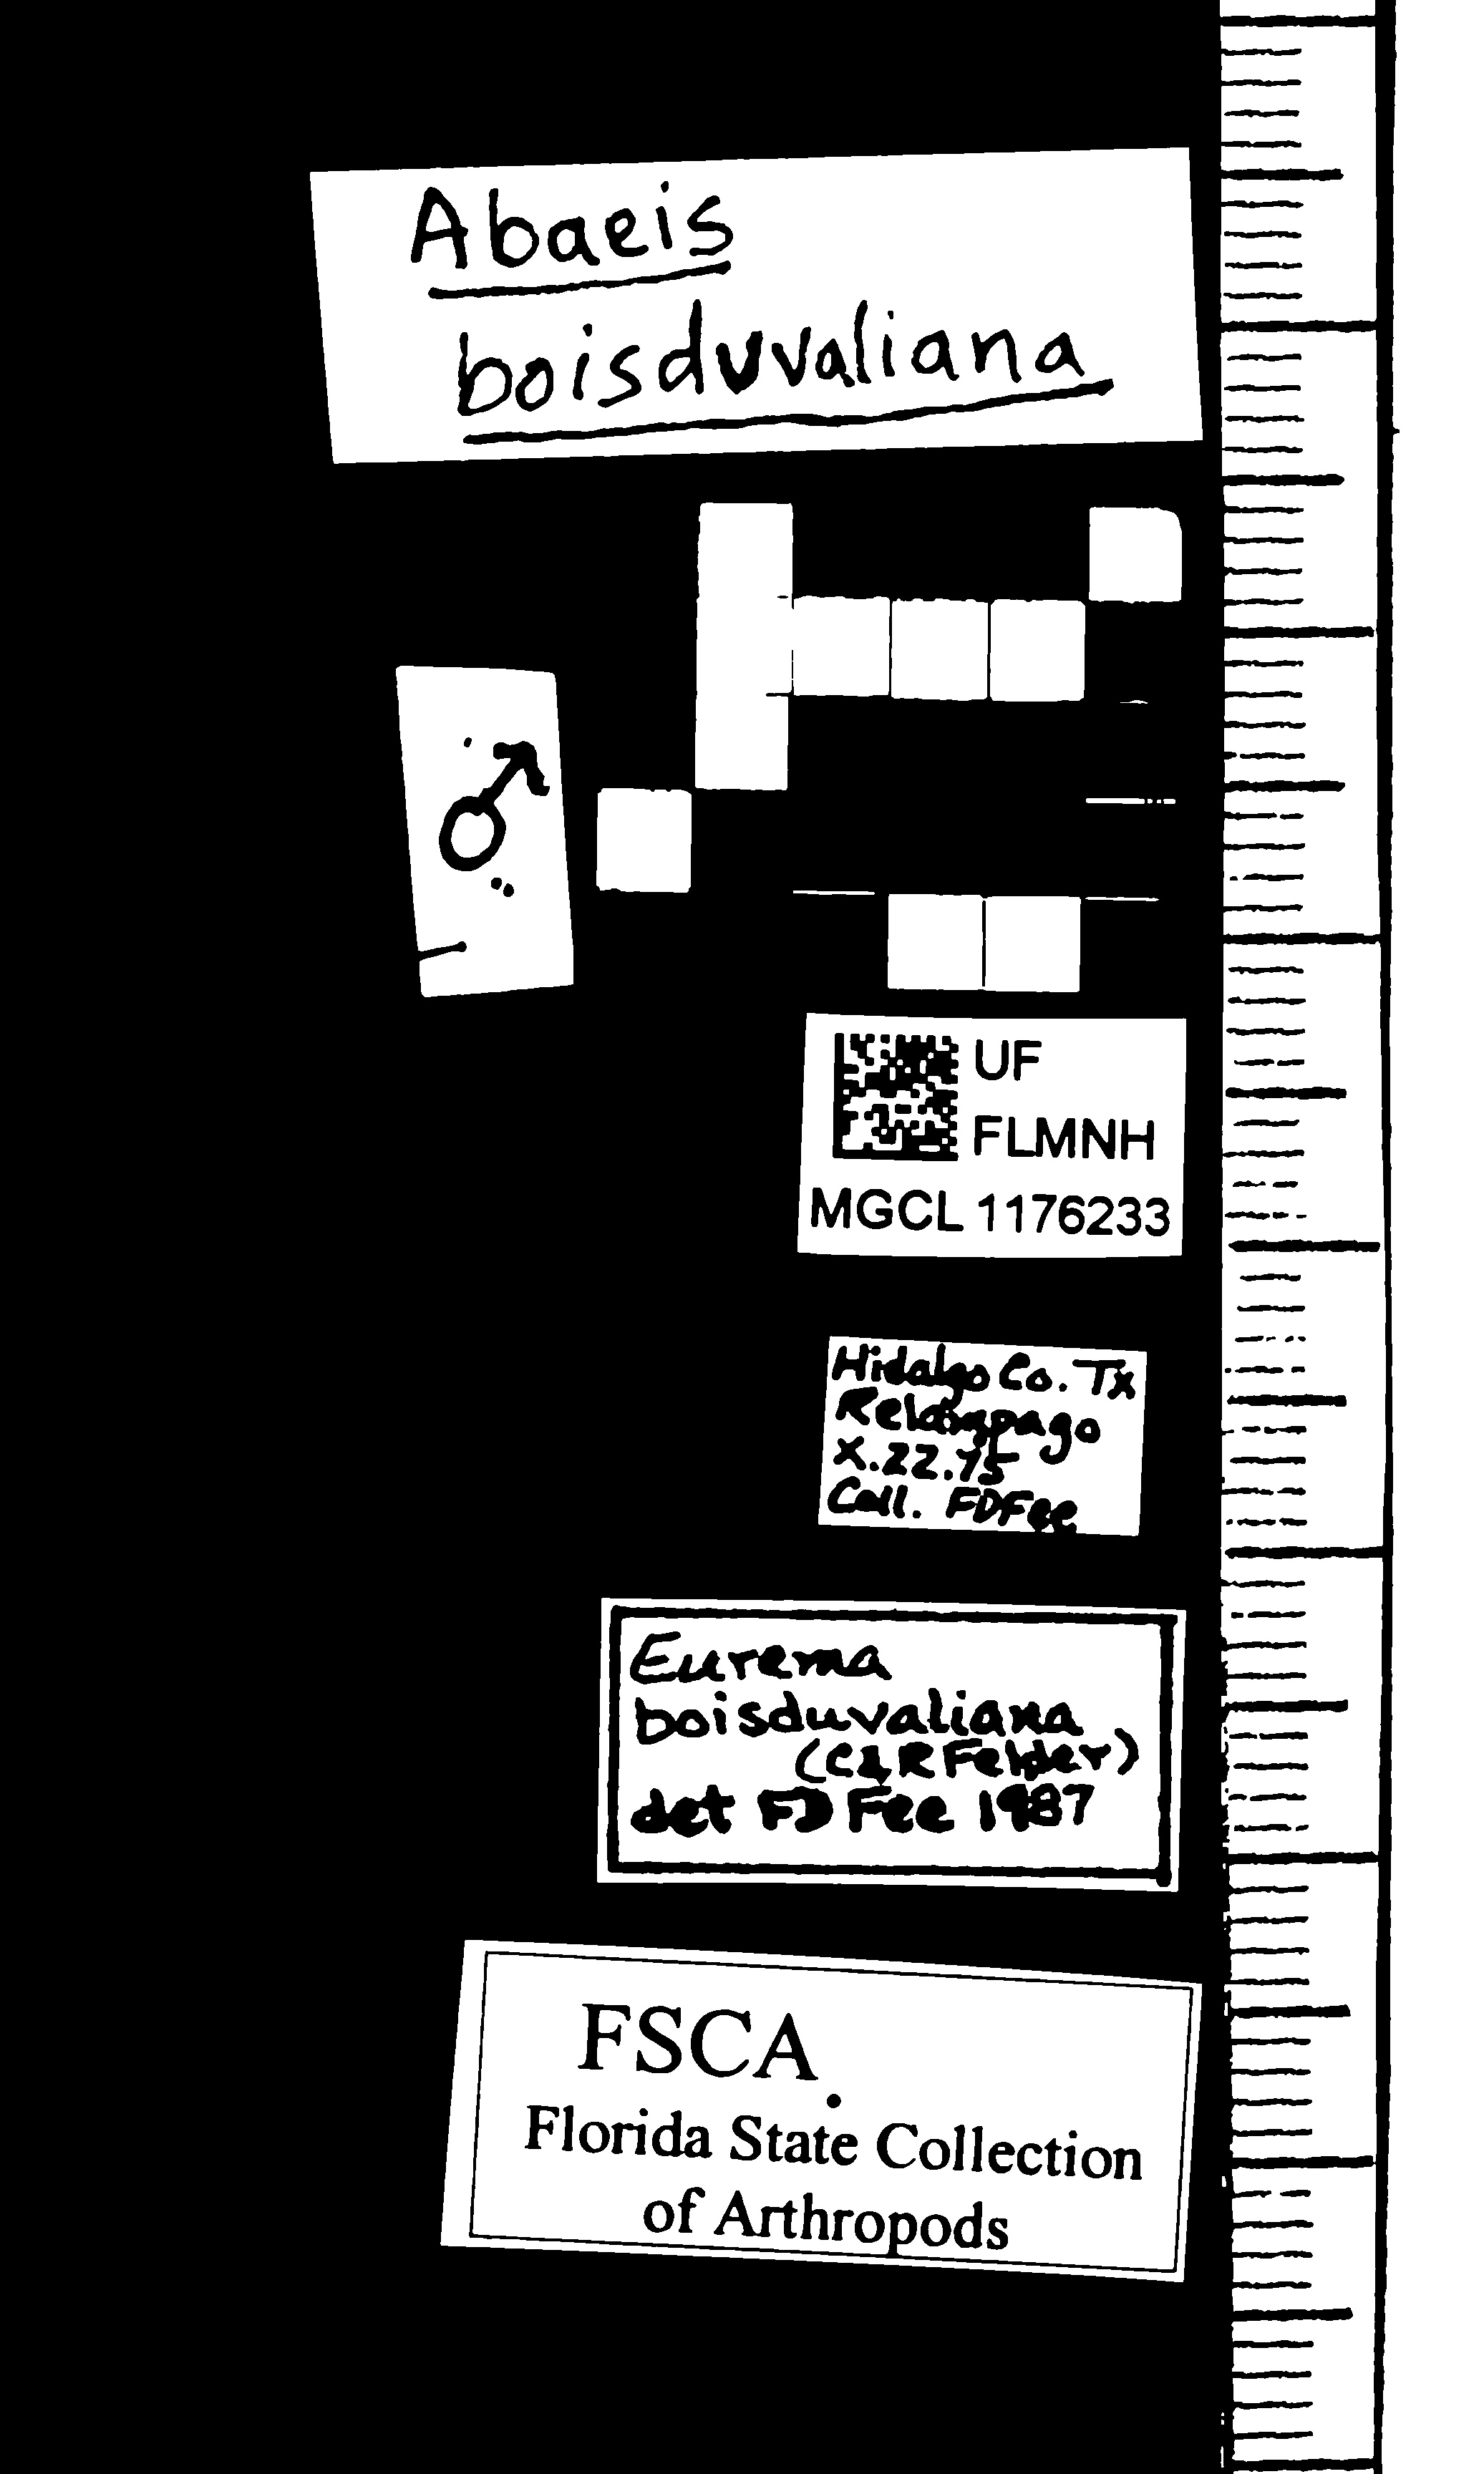 Abaeis
boisduvaliana
♂
UF
FLMNH
MGCL 1176233
Hidalgo Co. Tx
Relampago
X.22.75
Coll. FDFee
Eurema
boisduvaliana
(C&R Felder)
det FD Fee 1987
FSCA
Florida State Collection
of Arthropods